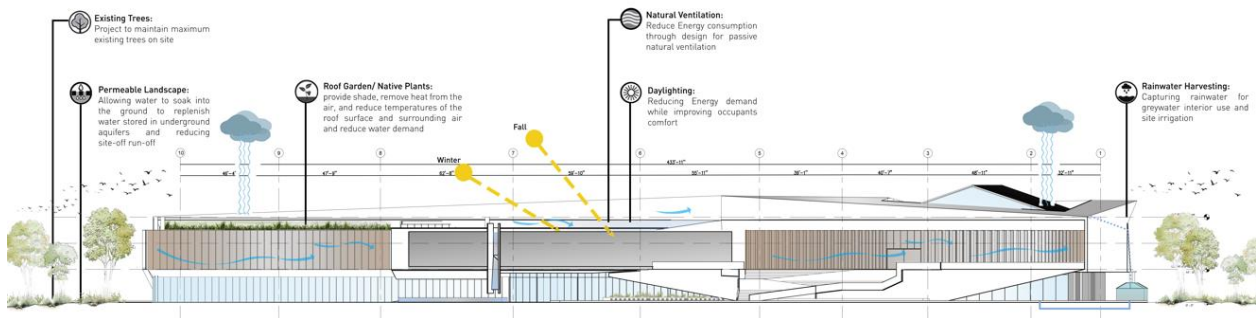 Existing Trees:
Project to maintain maximum
existing trees on site
Natural Ventilation:
Reduce Energy consumption
through design for passive
natural ventilation
Permeable Landscape:
Allowing water to soak into
the ground to replenish
water stored in underground
aquifers and reducing
site-off run-off
Roof Garden/ Native Plants:
provide shade, remove heat from the
air, and reduce temperatures of the
roof surface and surrounding air
and reduce water demand
Daylighting:
Reducing Energy demand
while improving occupants
comfort
Rainwater Harvesting:
Capturing rainwater for
greywater interior use and
site irrigation
Fall
Winter
10 9 8 7 6 5 4 3 2 1